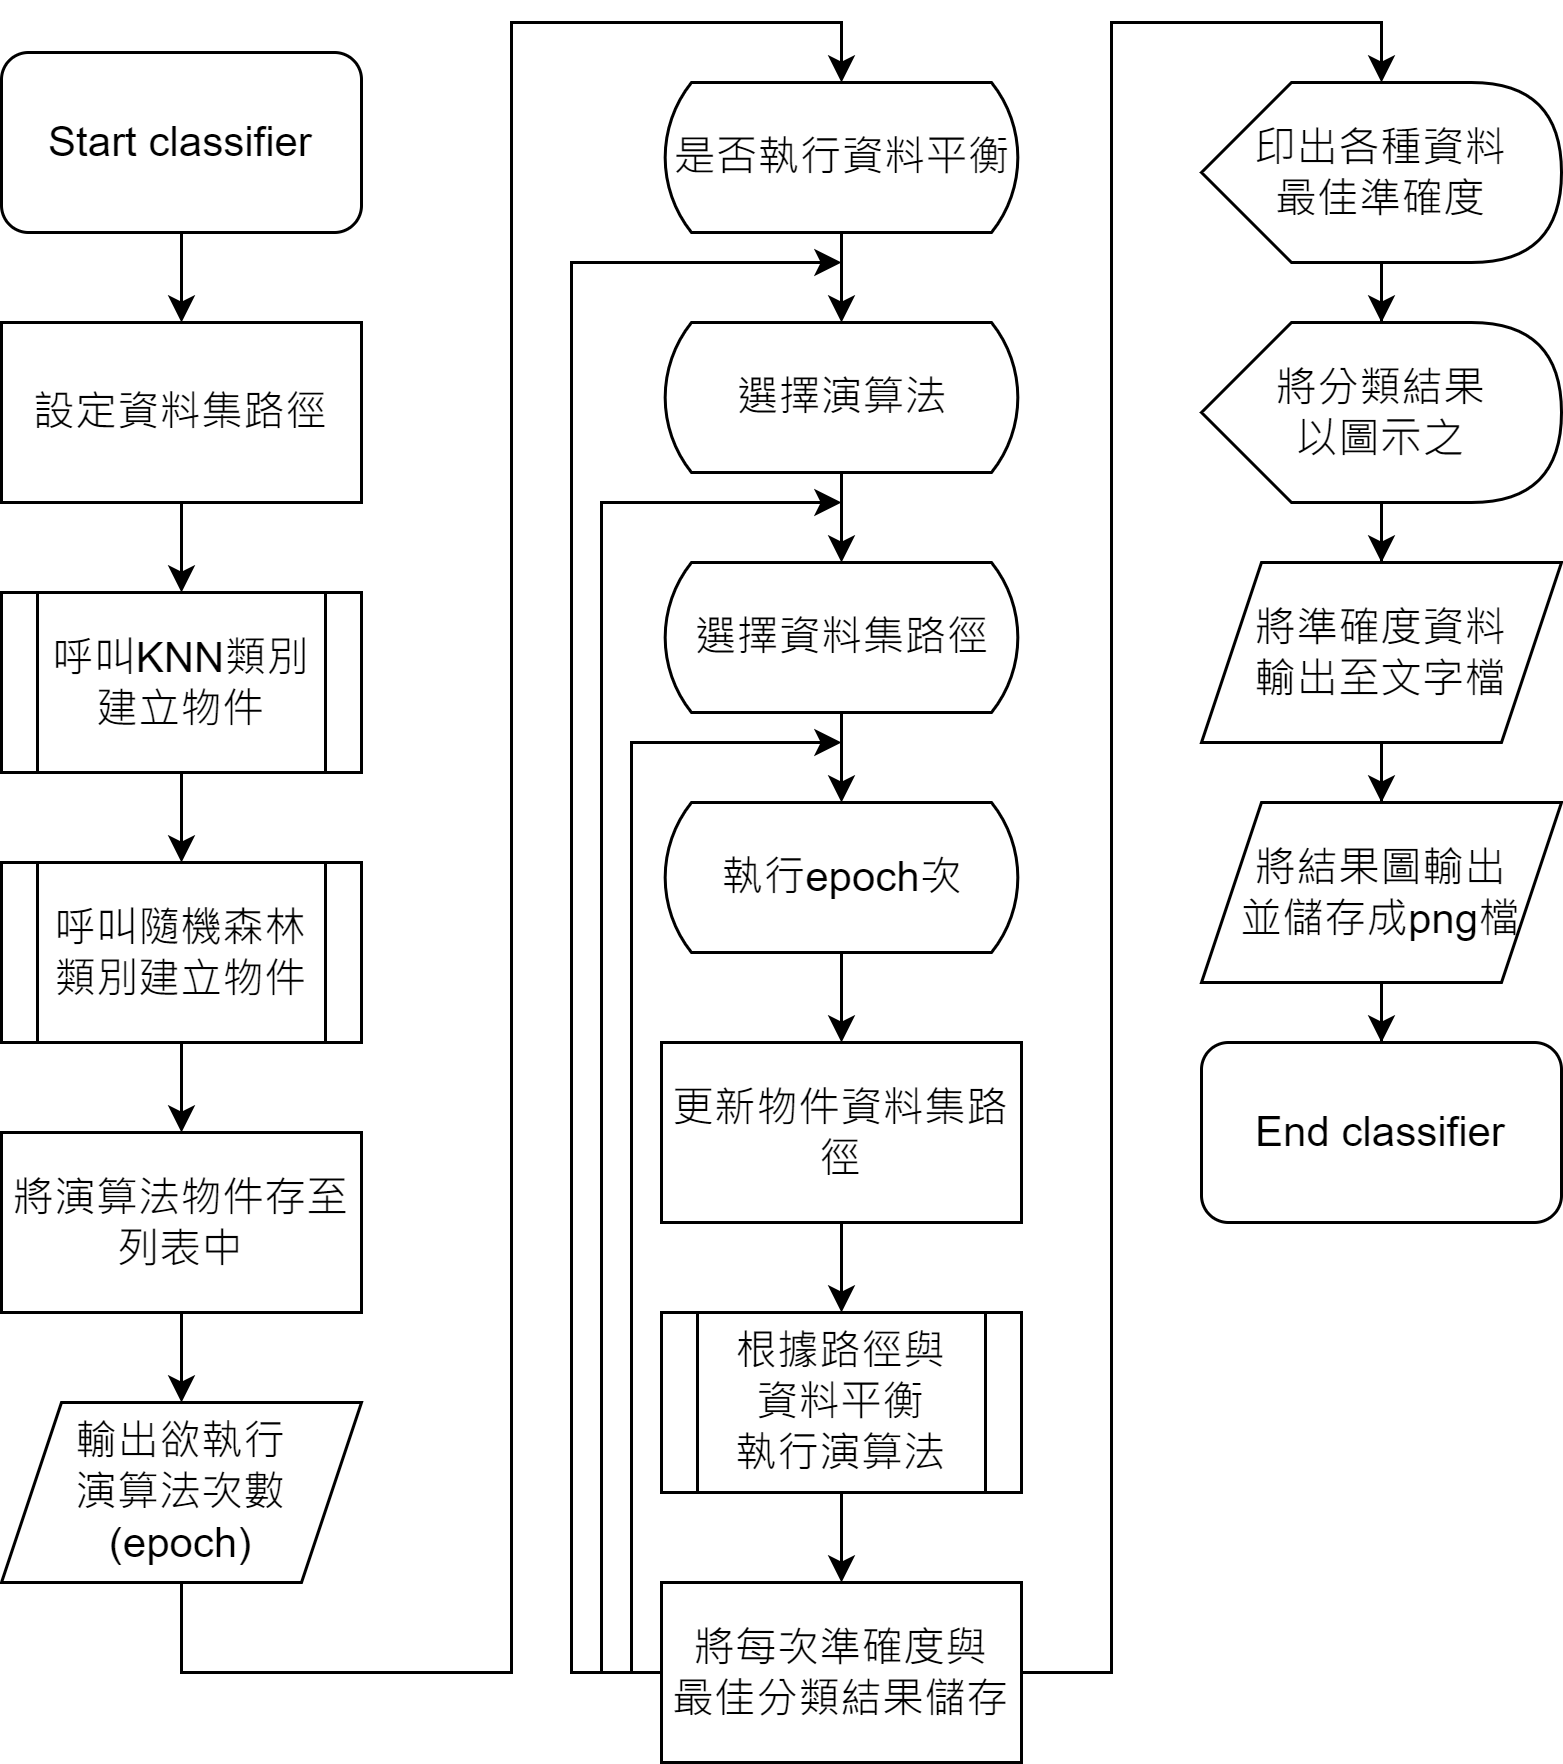 Start classifier
設定資料集路徑
呼叫KNN類別
建立物件
呼叫隨機森林
類別建立物件
將演算法物件存至
列表中
輸出欲執行
演算法次數
(epoch)
是否執行資料平衡
選擇演算法
選擇資料集路徑
執行epoch次
更新物件資料集路
徑
根據路徑與
資料平衡
執行演算法
將每次準確度與
最佳分類結果儲存
印出各種資料
最佳準確度
將分類結果
以圖示之
將準確度資料
輸出至文字檔
將結果圖輸出
並儲存成png檔
End classifier